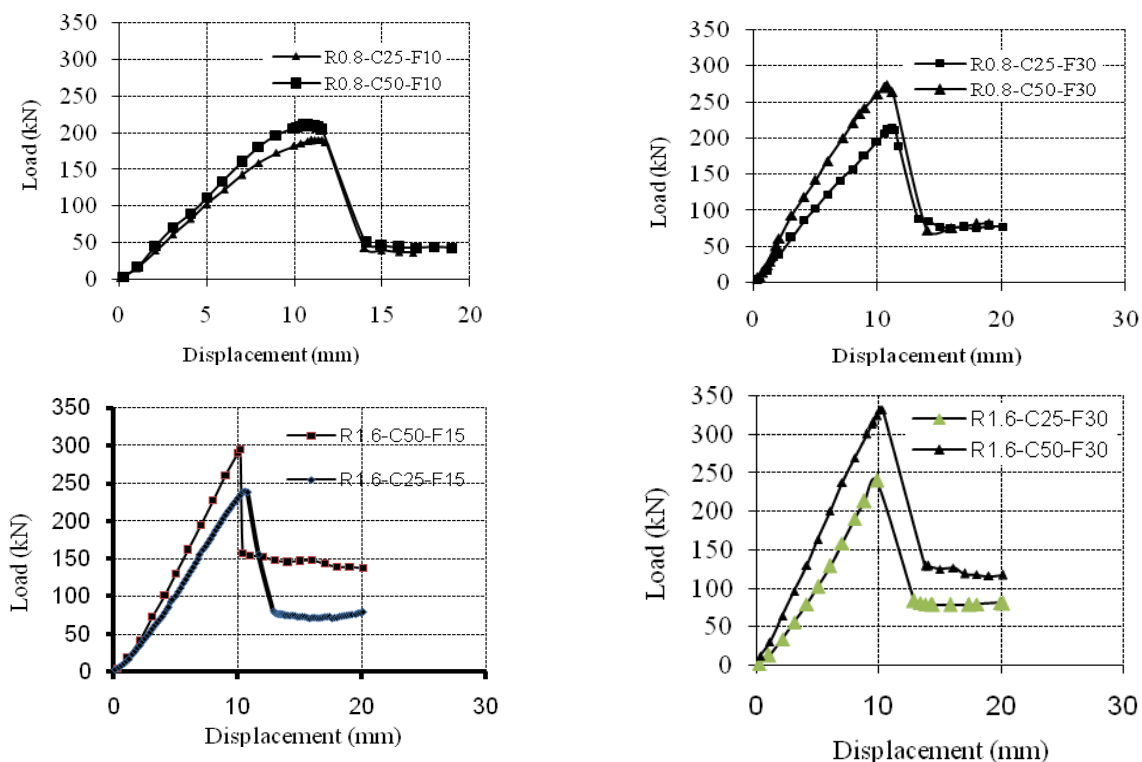 350
300
250
200
150
100
50
0
Load (kN)
R0.8-C25-F10
R0.8-C50-F10
0 5 10 15 20
Displacement (mm)
350
300
250
200
150
100
50
0
Load (kN)
R0.8-C25-F30
R0.8-C50-F30
0 10 20 30
Displacement (mm)
350
300
250
200
150
100
50
0
Load (kN)
R1.6-C50-F15
R1.6-C25-F15
0 10 20 30
Displacement (mm)
350
300
250
200
150
100
50
0
Load (kN)
R1.6-C25-F30
R1.6-C50-F30
0 10 20 30
Displacement (mm)